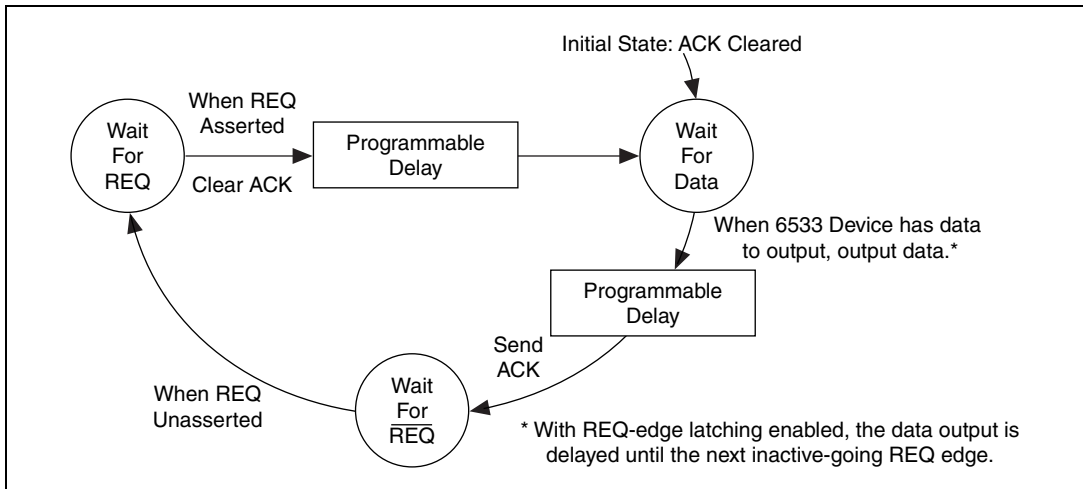 Initial State: ACK Cleared
Wait
For
REQ
When REQ
Asserted
Clear ACK
Programmable
Delay
Wait
For
Data
When 6533 Device has data
to output, output data.*
Programmable
Delay
Send
ACK
Wait
For
R̅E̅Q̅
When REQ
Unasserted
* With REQ-edge latching enabled, the data output is
delayed until the next inactive-going REQ edge.